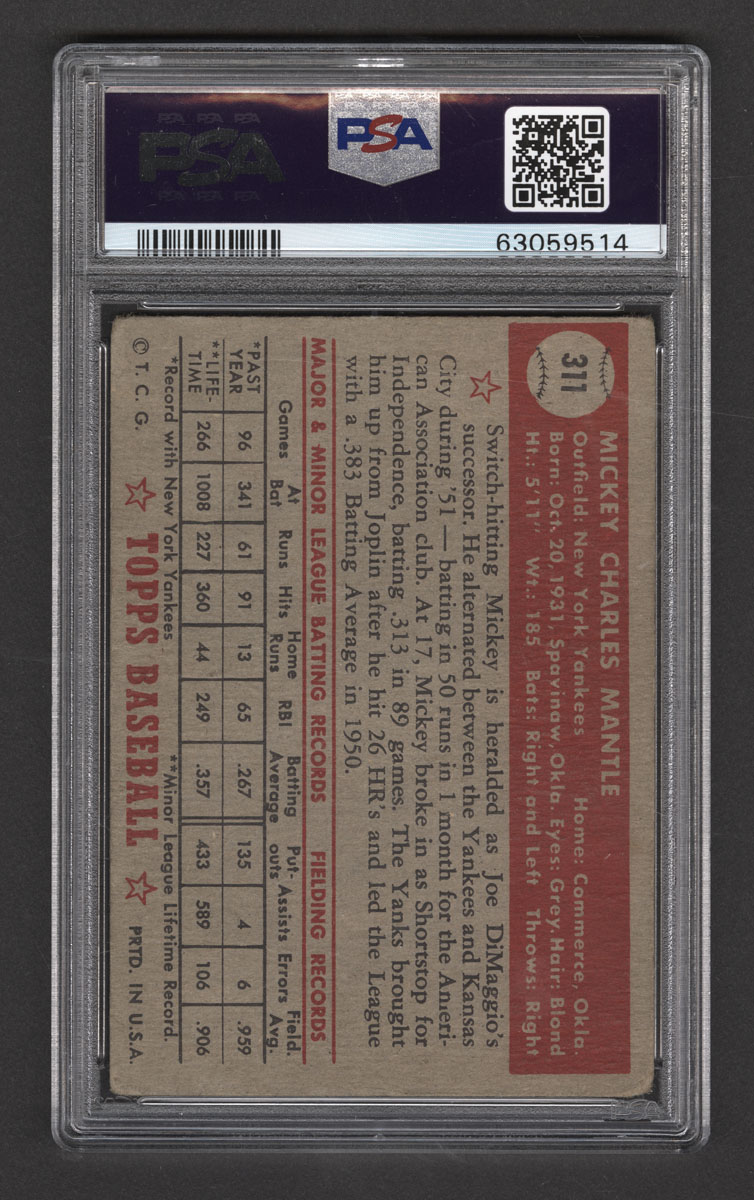 PSA PSA PSA
PSA
PSA PSA PSA
PSA
63059514
311
MICKEY CHARLES MANTLE
Outfield: New York Yankees Home: Commerce, Okla.
Born: Oct. 20, 1931, Spavinaw, Okla. Eyes: Grey Hair: Blond
Ht.: 5'11" Wt.: 185 Bats: Right and Left Throws: Right
Switch-hitting Mickey is heralded as Joe DiMaggio's
successor. He alternated between the Yankees and Kansas
City during '51 — batting in 50 runs in 1 month for the Ameri-
can Association club. At 17, Mickey broke in as Shortstop for
Independence, batting .313 in 89 games. The Yanks brought
him up from Joplin after he hit 26 HR's and led the League
with a .383 Batting Average in 1950.
MAJOR & MINOR LEAGUE BATTING RECORDS FIELDING RECORDS
Games At Bat Runs Hits Home Runs RBI Batting Average Put-outs Assists Errors Field. Avg.
*PAST YEAR 96 341 61 91 13 65 .267 135 4 6 .959
**LIFE-TIME 266 1008 227 360 44 249 .357 433 589 106 .906
*Record with New York Yankees **Minor League Lifetime Record.
© T. C. G. TOPPS BASEBALL PRTD. IN U.S.A.